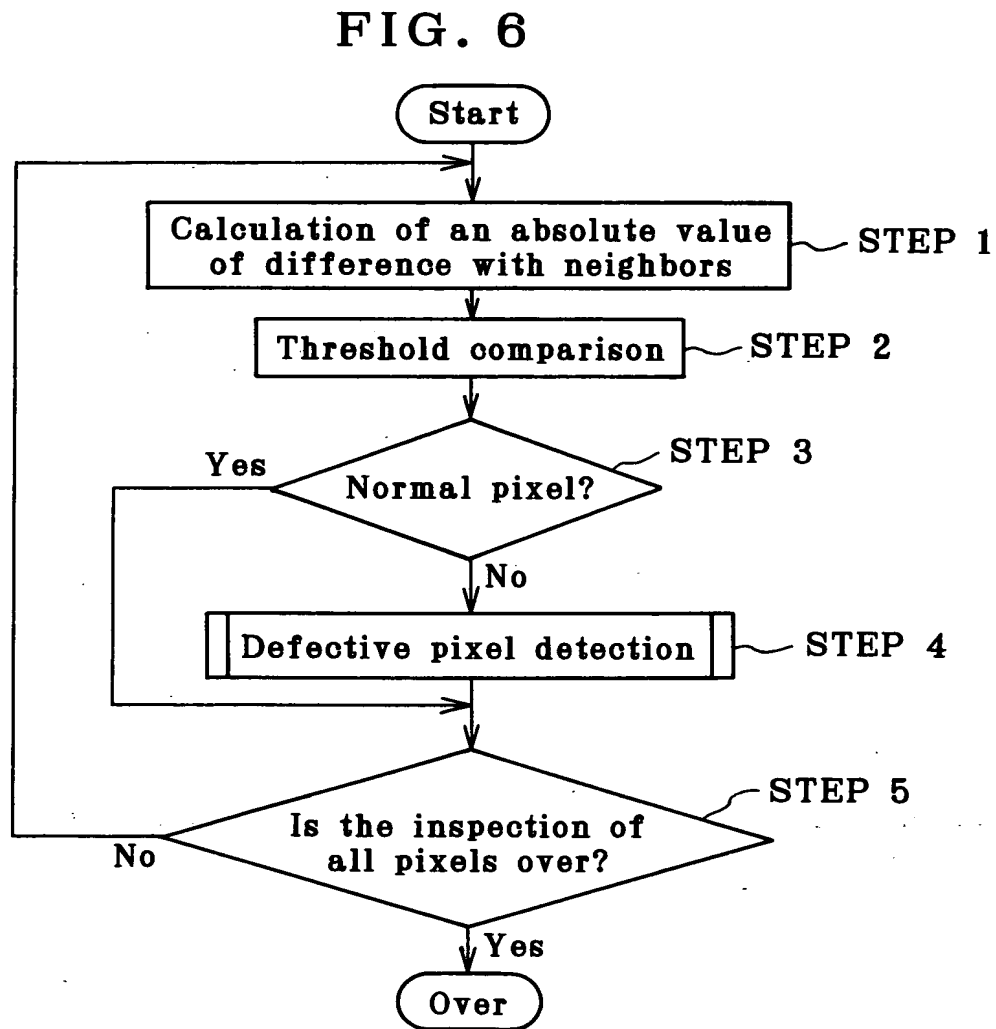 FIG. 6
Start
Calculation of an absolute value
of difference with neighbors
STEP 1
Threshold comparison
STEP 2
STEP 3
Yes
Normal pixel?
No
Defective pixel detection
STEP 4
STEP 5
Is the inspection of
all pixels over?
No
Yes
Over